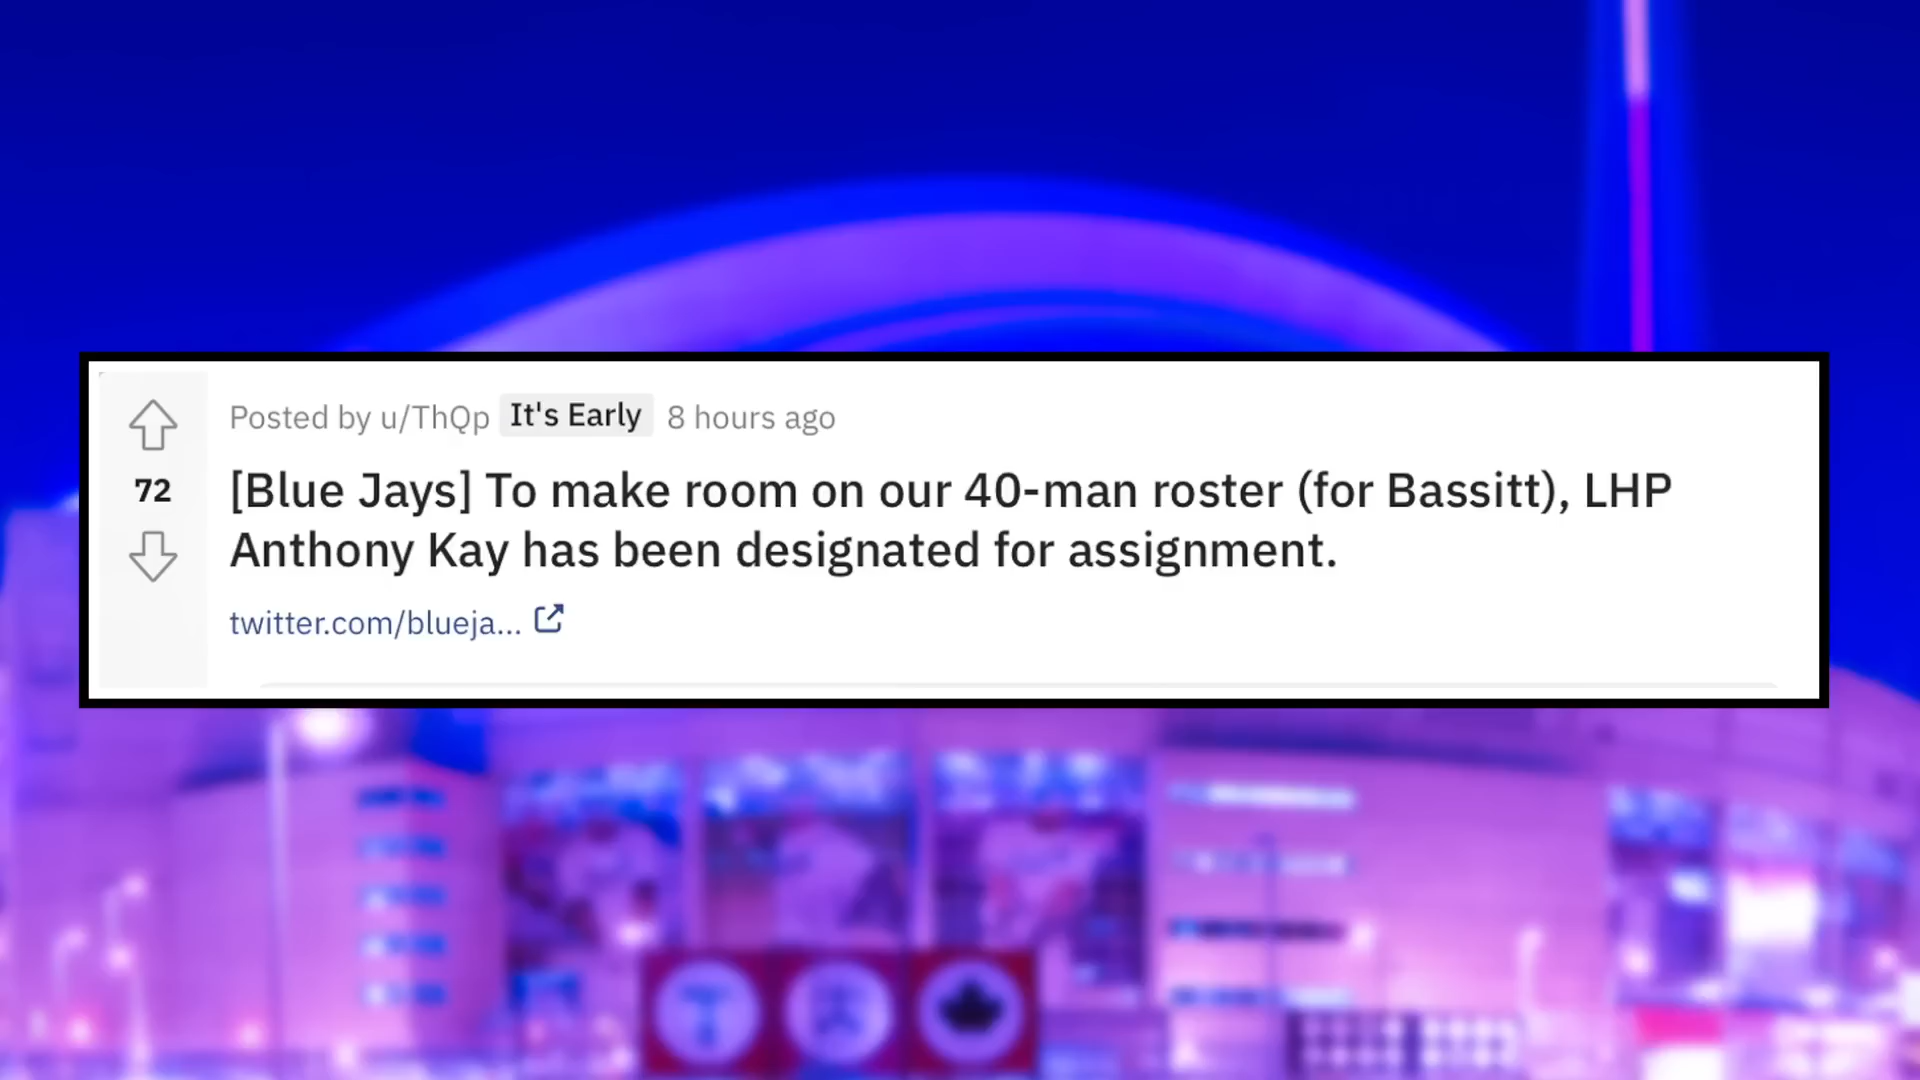 Posted by u/ThQp It's Early 8 hours ago
72
[Blue Jays] To make room on our 40-man roster (for Bassitt), LHP
Anthony Kay has been designated for assignment.
twitter.com/blueja...